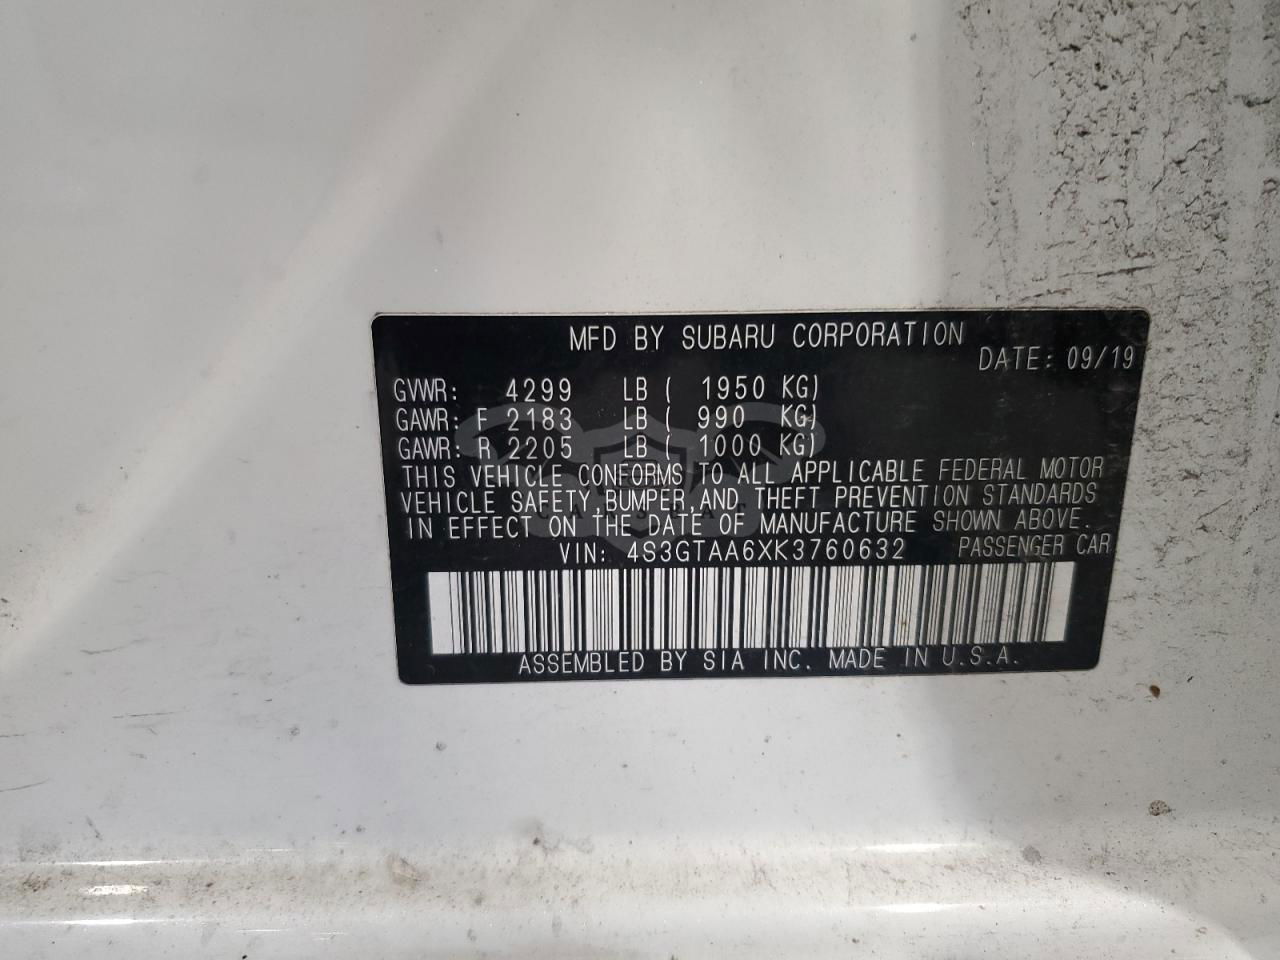 MFD BY SUBARU CORPORATION
DATE: 09/19
GVWR: 4299 LB ( 1950 KG)
GAWR: F 2183 LB ( 990 KG)
GAWR: R 2205 LB ( 1000 KG)
THIS VEHICLE CONFORMS TO ALL APPLICABLE FEDERAL MOTOR
VEHICLE SAFETY, BUMPER, AND THEFT PREVENTION STANDARDS
IN EFFECT ON THE DATE OF MANUFACTURE SHOWN ABOVE.
VIN: 4S3GTAA6XK3760632 PASSENGER CAR
ASSEMBLED BY SIA INC. MADE IN U.S.A.